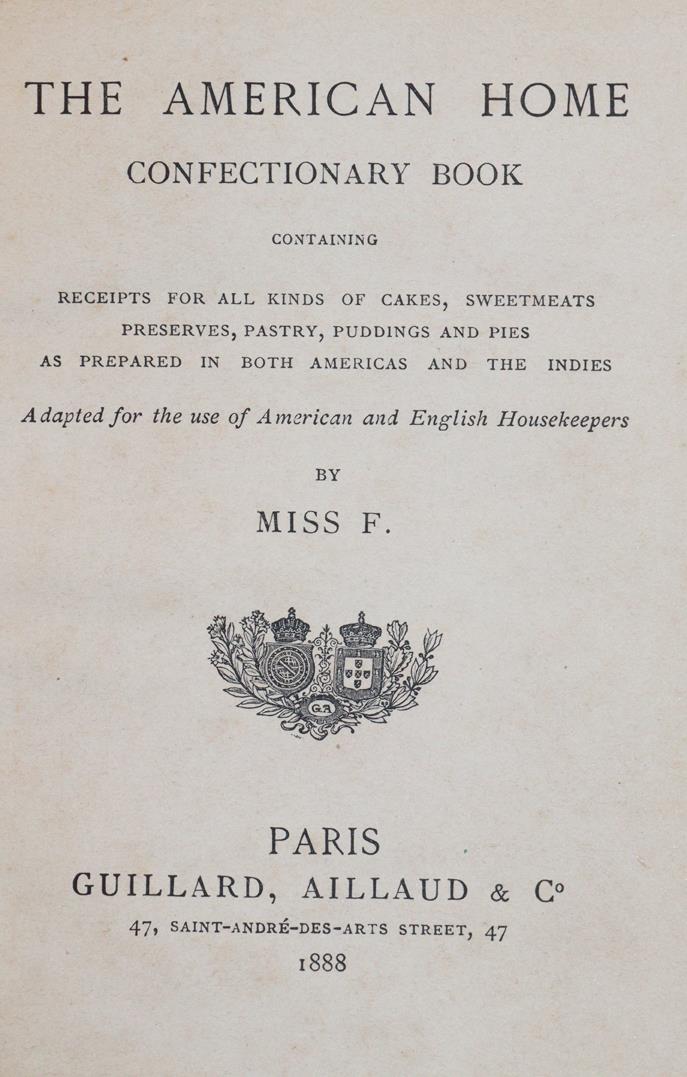 THE AMERICAN HOME
CONFECTIONARY BOOK
CONTAINING
RECEIPTS FOR ALL KINDS OF CAKES, SWEETMEATS
PRESERVES, PASTRY, PUDDINGS AND PIES
AS PREPARED IN BOTH AMERICAS AND THE INDIES
Adapted for the use of American and English Housekeepers
BY
MISS F.
G.A
PARIS
GUILLARD, AILLAUD & Cº
47, SAINT-ANDRÉ-DES-ARTS STREET, 47
1888